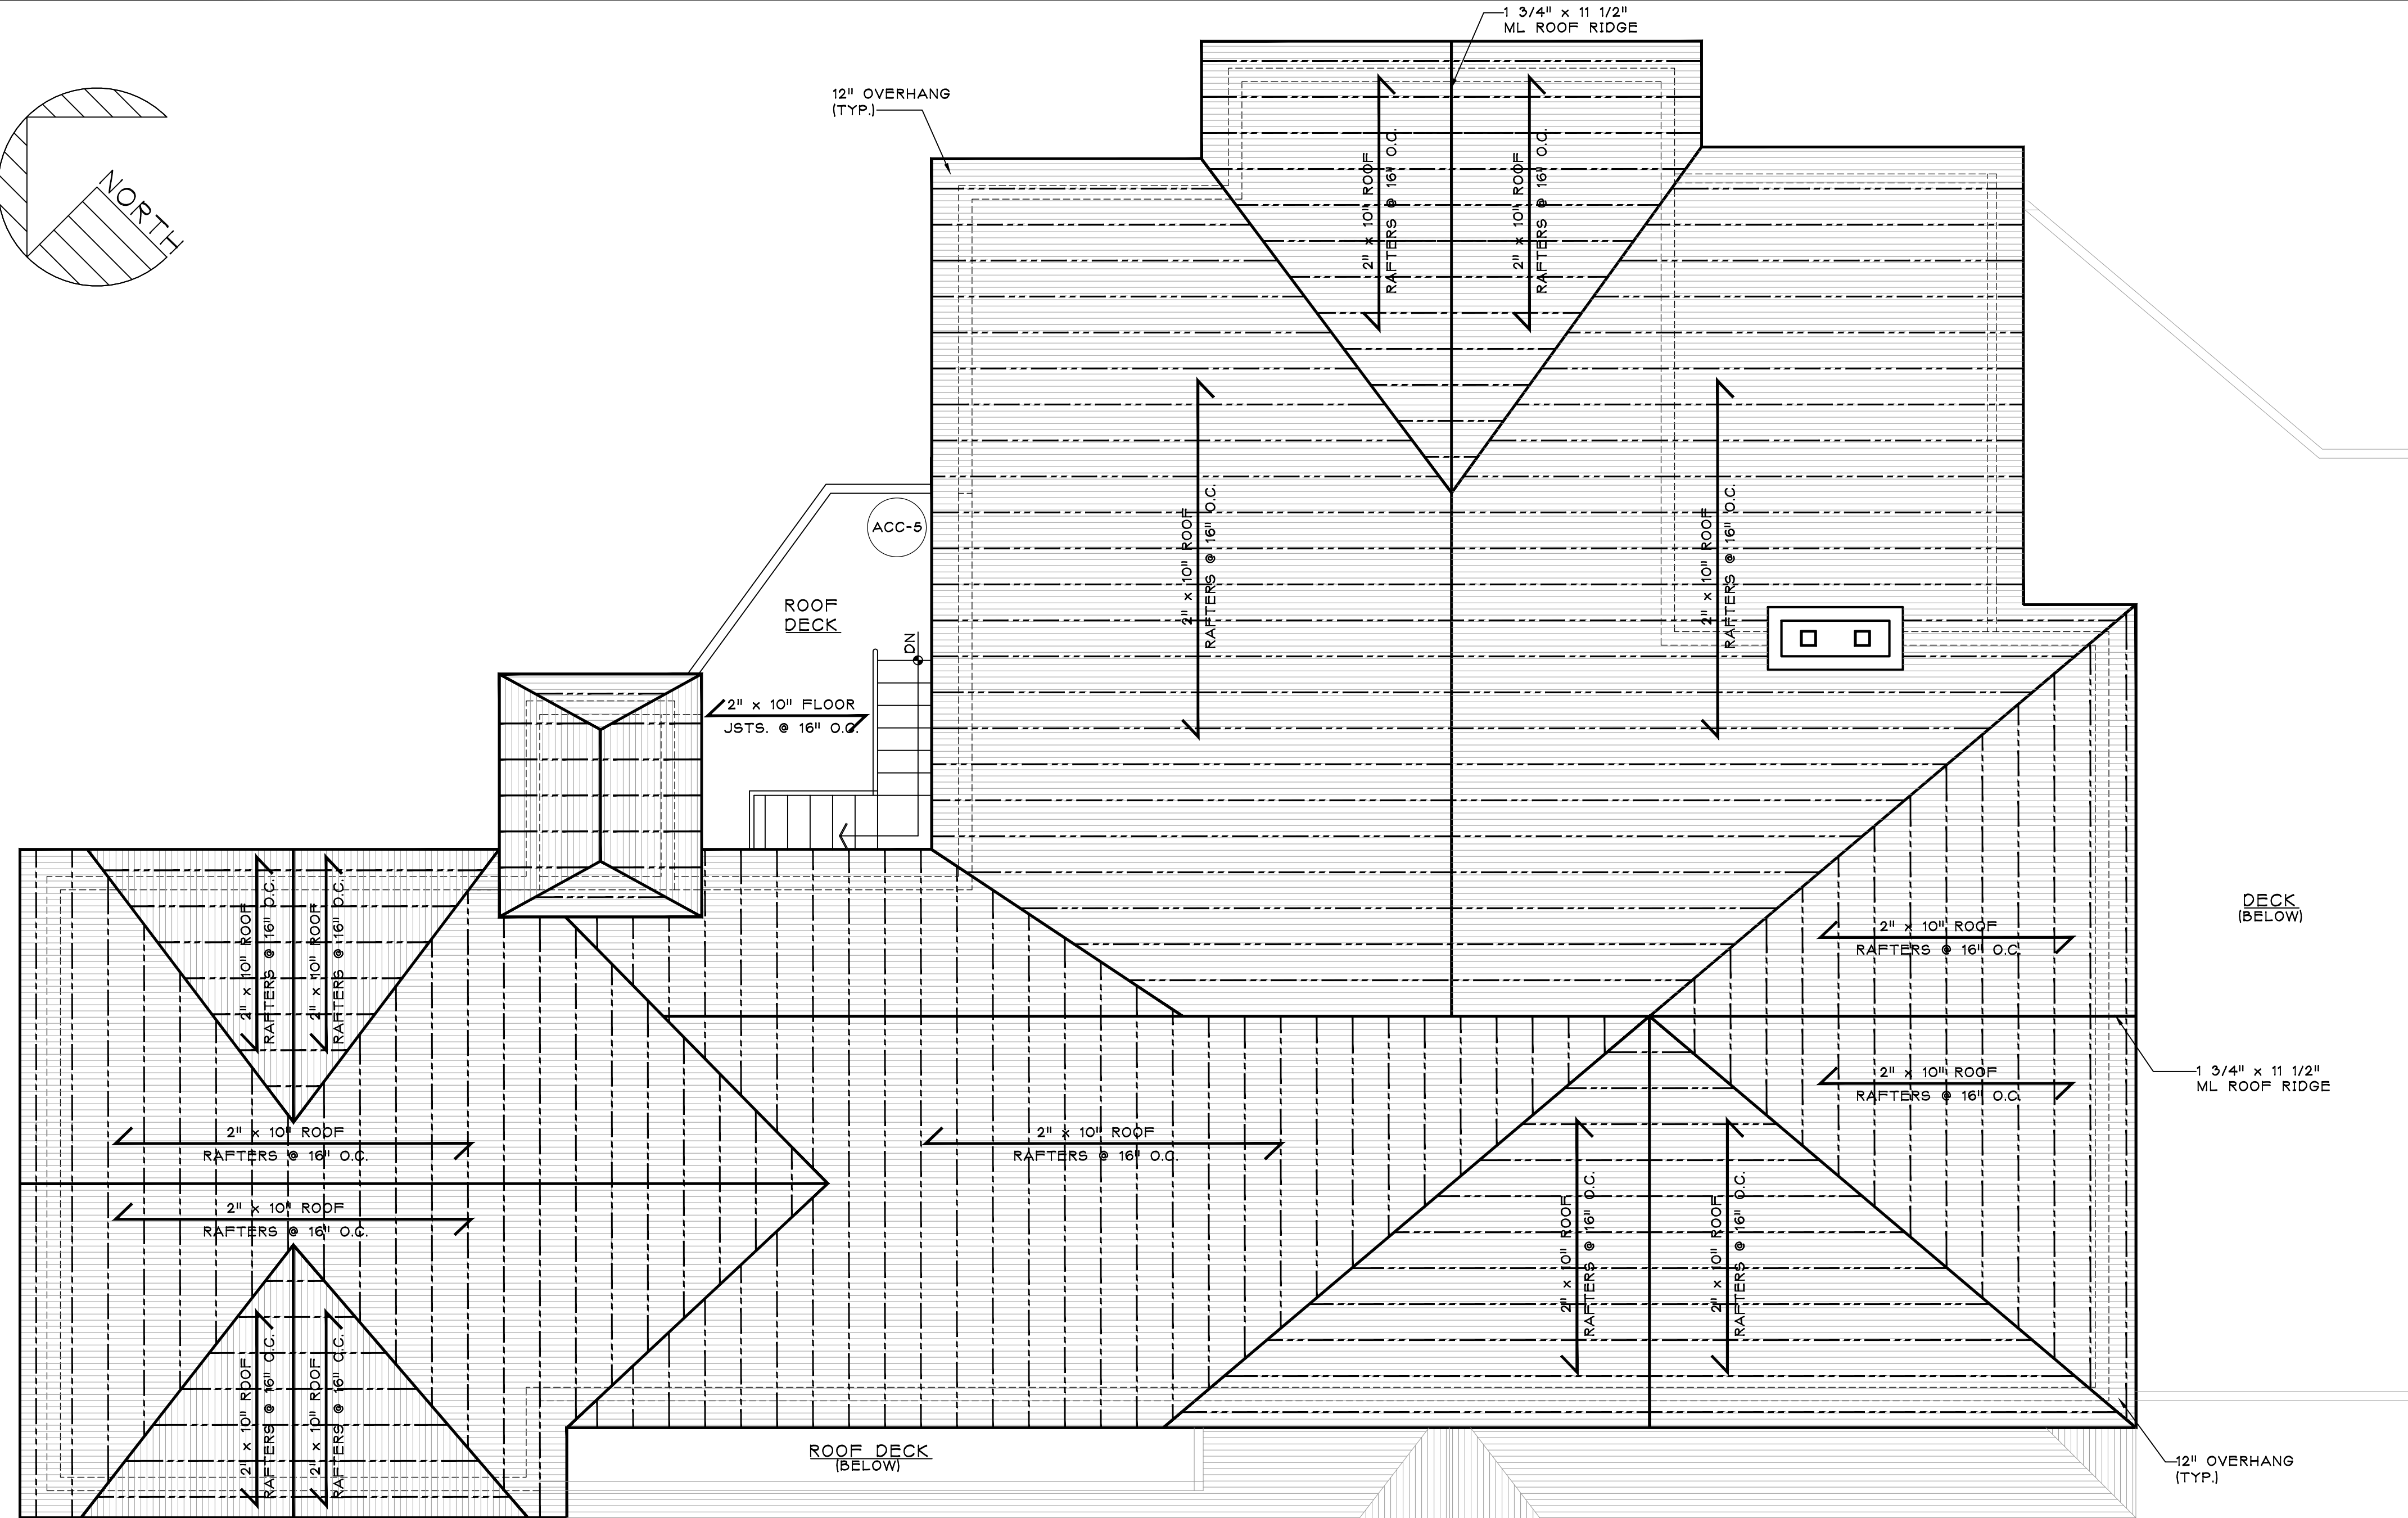 1 3/4" x 11 1/2"
ML ROOF RIDGE
12" OVERHANG
(TYP.)
NORTH
2" x 10" ROOF
RAFTERS @ 16" O.C.
2" x 10" ROOF
RAFTERS @ 16" O.C.
2" x 10" ROOF
RAFTERS @ 16" O.C.
2" x 10" ROOF
RAFTERS @ 16" O.C.
ACC-5
ROOF
DECK
DN
2" x 10" FLOOR
JSTS. @ 16" O.C.
2" x 10" ROOF
RAFTERS @ 16" O.C.
2" x 10" ROOF
RAFTERS @ 16" O.C.
DECK
(BELOW)
2" x 10" ROOF
RAFTERS @ 16" O.C.
2" x 10" ROOF
RAFTERS @ 16" O.C.
1 3/4" x 11 1/2"
ML ROOF RIDGE
2" x 10" ROOF
RAFTERS @ 16" O.C.
2" x 10" ROOF
RAFTERS @ 16" O.C.
2" x 10" ROOF
RAFTERS @ 16" O.C.
2" x 10" ROOF
RAFTERS @ 16" O.C.
2" x 10" ROOF
RAFTERS @ 16" O.C.
2" x 10" ROOF
RAFTERS @ 16" O.C.
2" x 10" ROOF
RAFTERS @ 16" O.C.
ROOF DECK
(BELOW)
12" OVERHANG
(TYP.)